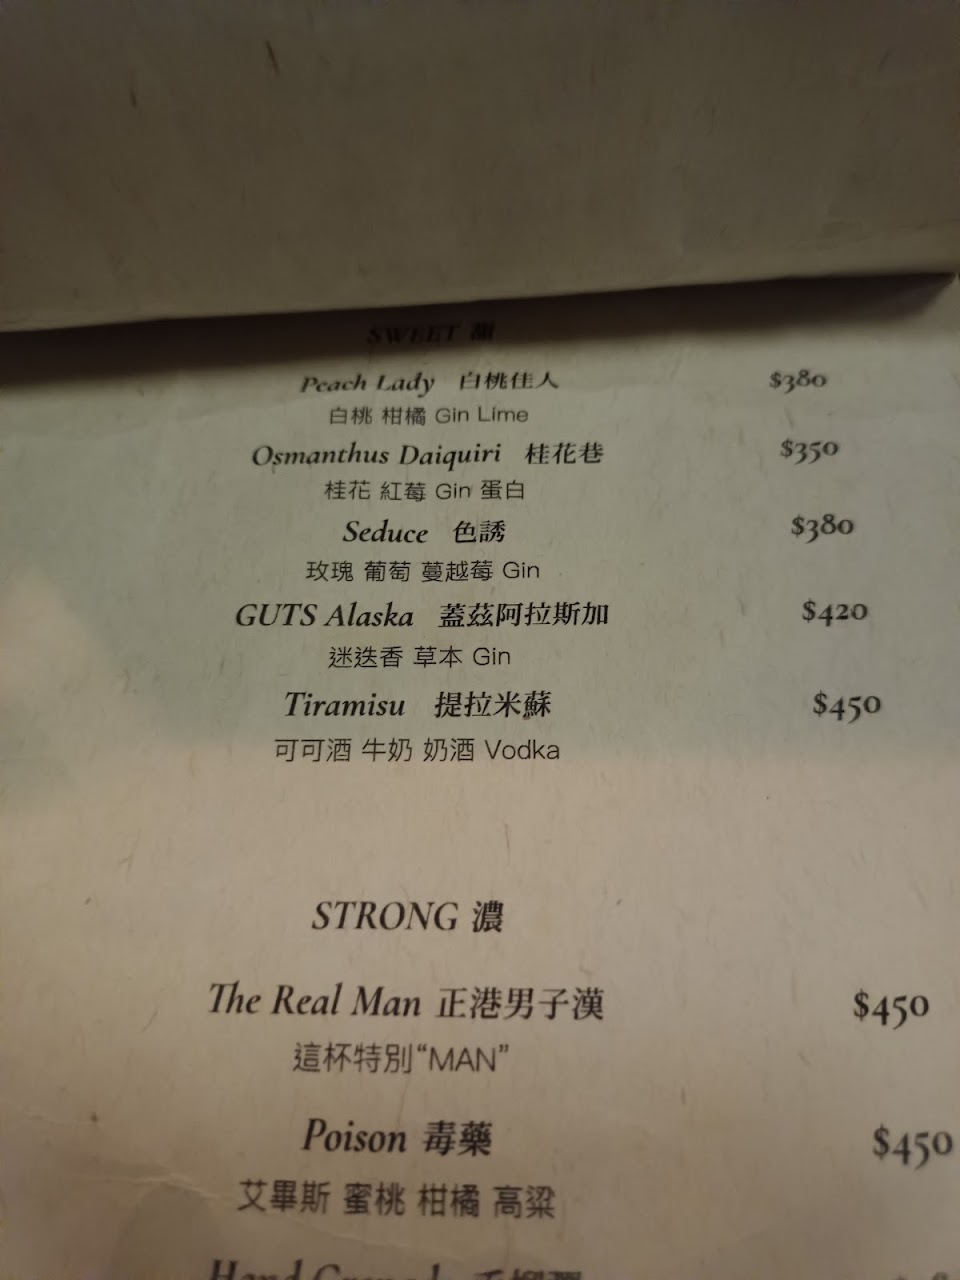 SWEET 甜
Peach Lady 白桃佳人 $380
白桃 柑橘 Gin Lime
Osmanthus Daiquiri 桂花巷 $350
桂花 紅莓 Gin 蛋白
Seduce 色誘 $380
玫瑰 葡萄 蔓越莓 Gin
GUTS Alaska 蓋茲阿拉斯加 $420
迷迭香 草本 Gin
Tiramisu 提拉米蘇 $450
可可酒 牛奶 奶酒 Vodka
STRONG 濃
The Real Man 正港男子漢 $450
這杯特別“MAN”
Poison 毒藥 $450
艾畢斯 蜜桃 柑橘 高粱
Hand